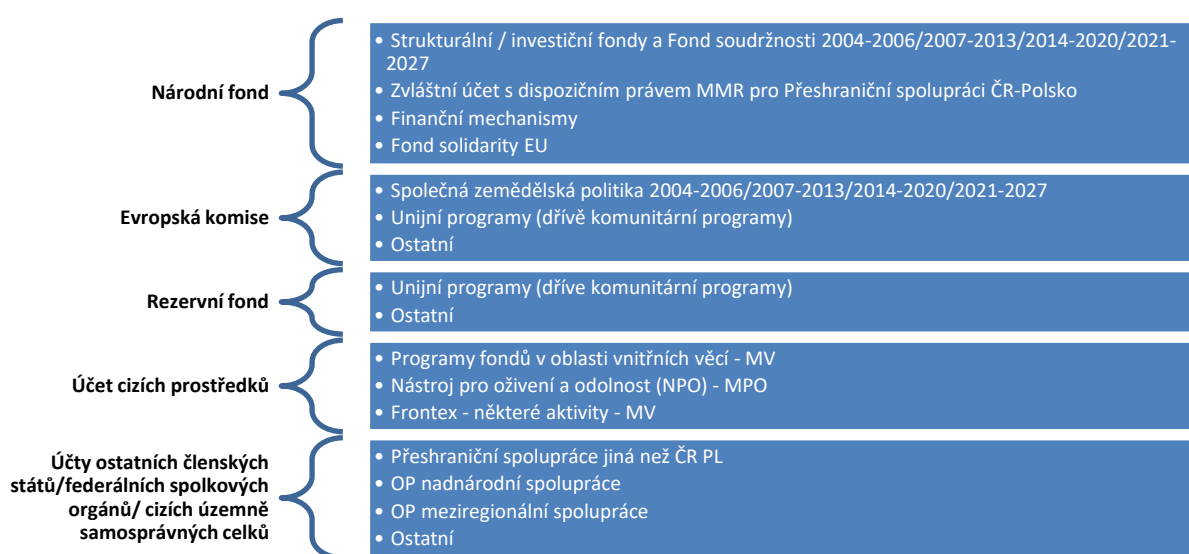 Národní fond
• Strukturální / investiční fondy a Fond soudržnosti 2004-2006/2007-2013/2014-2020/2021-
2027
• Zvláštní účet s dispozičním právem MMR pro Přeshraniční spolupráci ČR-Polsko
• Finanční mechanismy
• Fond solidarity EU
Evropská komise
• Společná zemědělská politika 2004-2006/2007-2013/2014-2020/2021-2027
• Unijní programy (dřívě komunitární programy)
• Ostatní
Rezervní fond
• Unijní programy (dříve komunitární programy)
• Ostatní
Účet cizích prostředků
• Programy fondů v oblasti vnitřních věcí - MV
• Nástroj pro oživení a odolnost (NPO) - MPO
• Frontex - některé aktivity - MV
Účty ostatních členských
států/federálních spolkových
orgánů/ cizích územně
samosprávných celků
• Přeshraniční spolupráce jiná než ČR PL
• OP nadnárodní spolupráce
• OP meziregionální spolupráce
• Ostatní